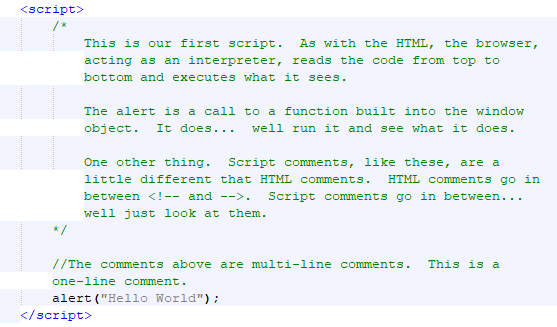 <script>
/*
This is our first script.  As with the HTML, the browser,
acting as an interpreter, reads the code from top to
bottom and executes what it sees.
The alert is a call to a function built into the window
object.  It does...  well run it and see what it does.
One other thing.  Script comments, like these, are a
little different that HTML comments.  HTML comments go in
between <!-- and -->.  Script comments go in between...
well just look at them.
*/
//The comments above are multi-line comments.  This is a
one-line comment.
alert("Hello World");
</script>